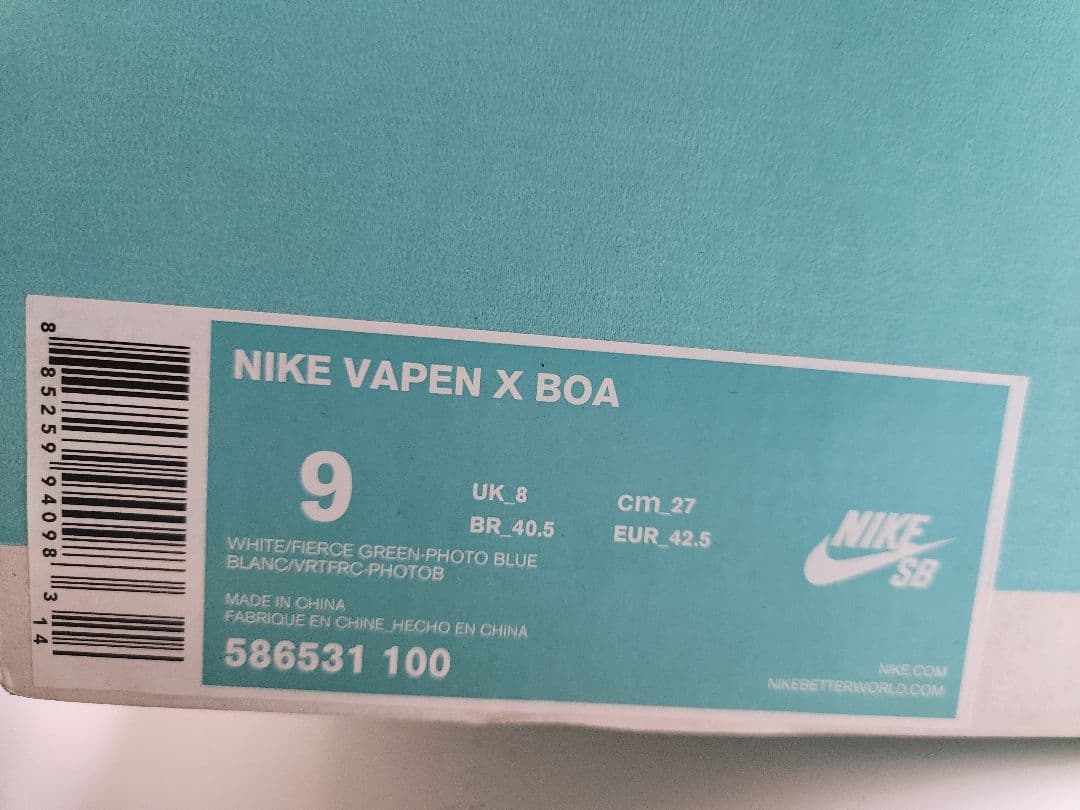 8 85259 94098 3 14
NIKE VAPEN X BOA
9
UK_8
cm_27
BR_40.5
EUR_42.5
WHITE/FIERCE GREEN-PHOTO BLUE
BLANC/VRTFRC-PHOTOB
MADE IN CHINA
FABRIQUE EN CHINE_HECHO EN CHINA
586531 100
NIKE
SB
NIKE.COM
NIKEBETTERWORLD.COM